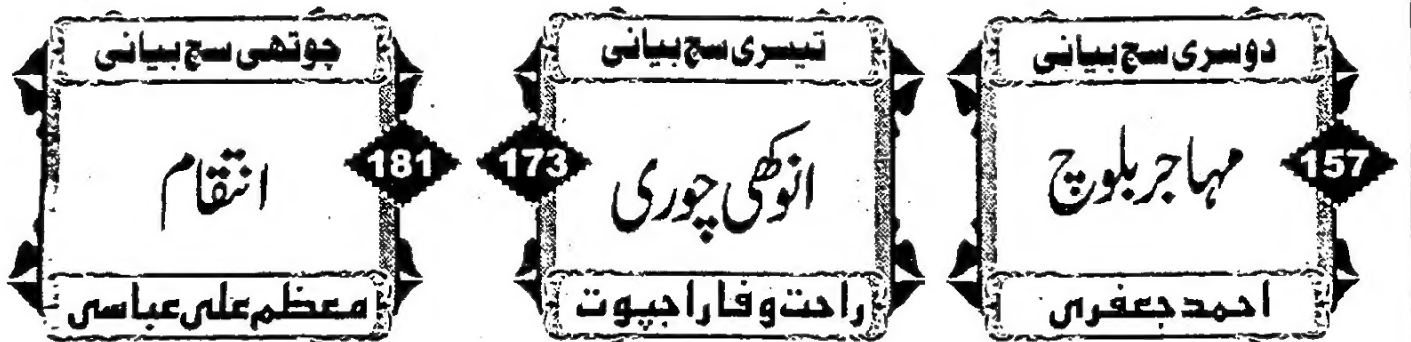 دوسری سچ بیانی
157
مہاجر بلوچ
احمد جعفری
تیسری سچ بیانی
173
انوکھی چوری
راحت وفا راجپوت
چوتھی سچ بیانی
181
انتقام
معظم علی عباسی